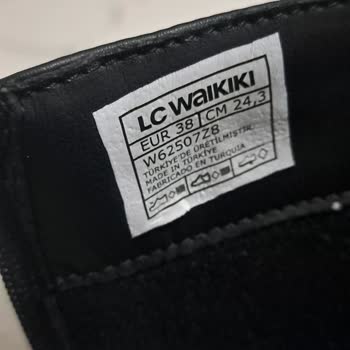 LC WAIKIKI
EUR 38 CM 24,3
W62507Z8
TÜRKİYE'DE ÜRETİLMİŞTİR.
MADE IN TÜRKİYE
FABRICADO EN TURQUIA